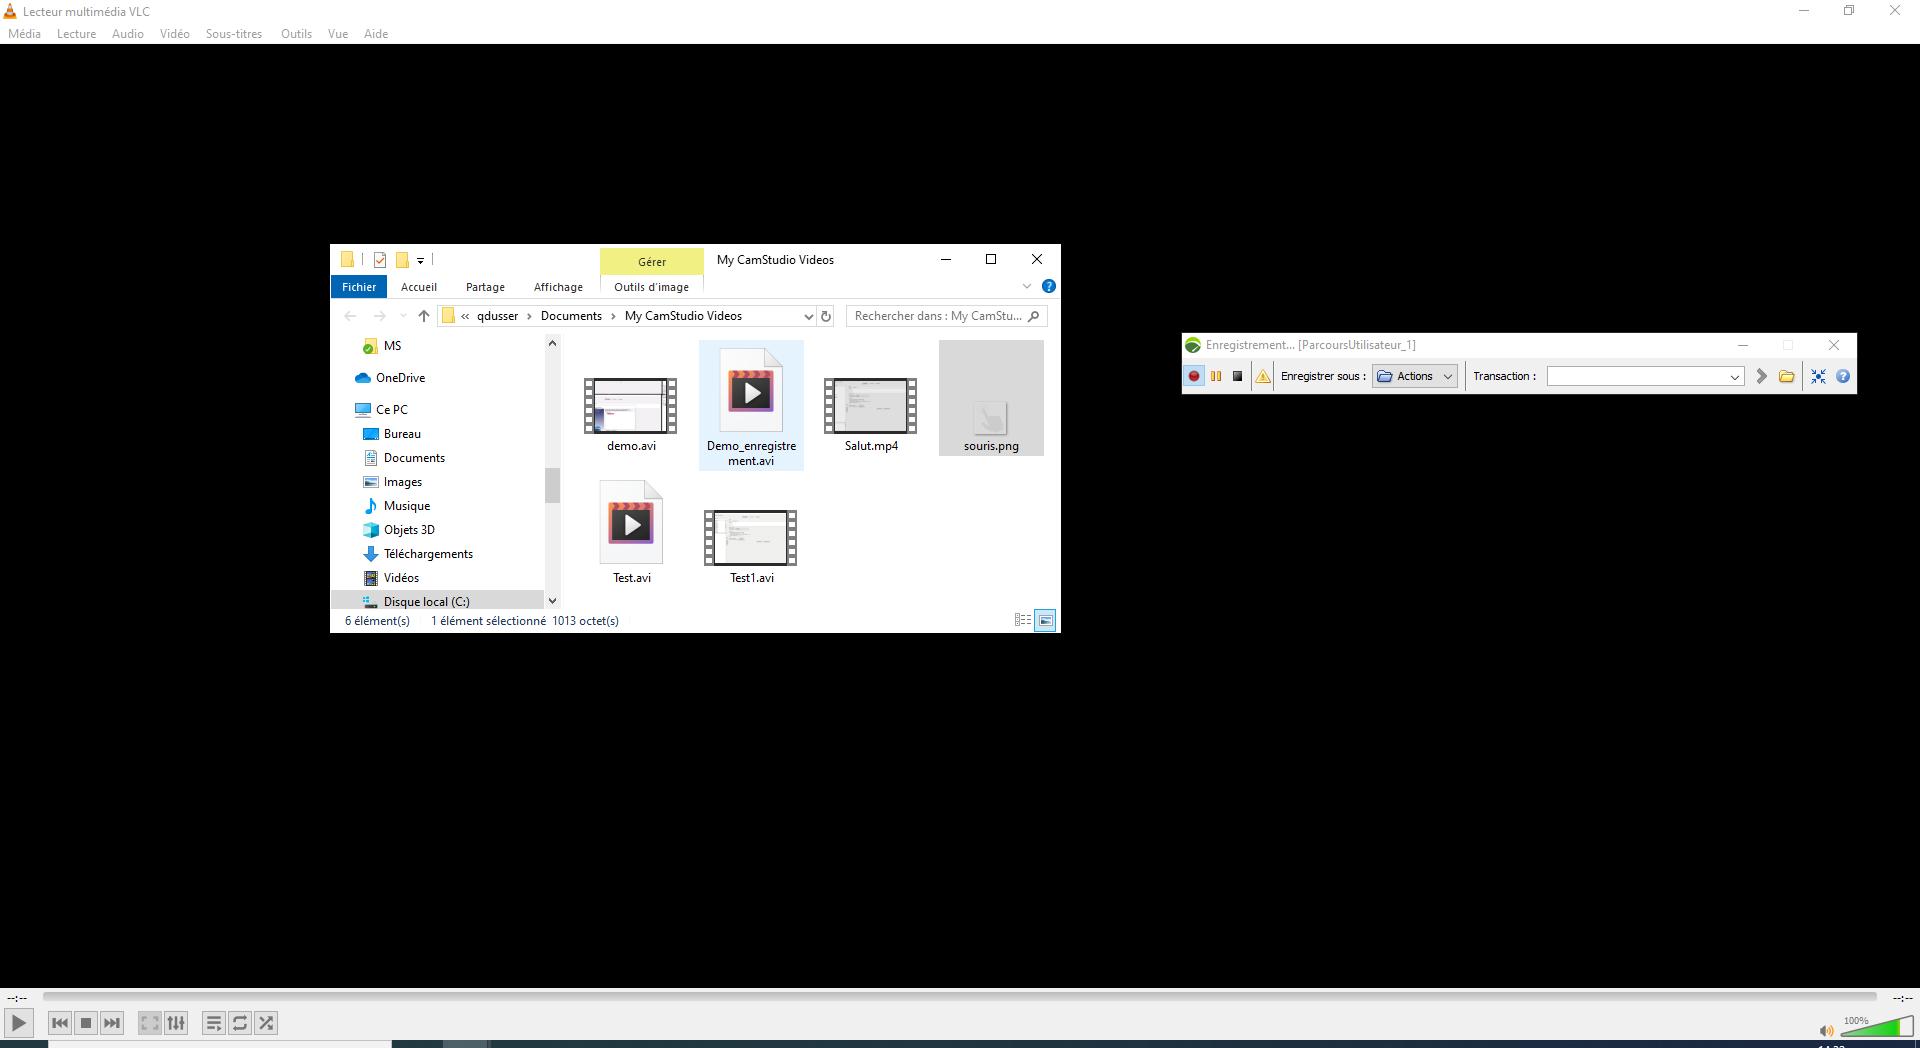 Lecteur multimédia VLC
Média Lecture Audio Vidéo Sous-titres Outils Vue Aide
Gérer My CamStudio Videos
Fichier Accueil Partage Affichage Outils d'image
« qdusser > Documents > My CamStudio Videos
Rechercher dans : My CamStu...
MS
OneDrive
Ce PC
Bureau
Documents
Images
Musique
Objets 3D
Téléchargements
Vidéos
Disque local (C:)
demo.avi
Demo_enregistre
ment.avi
Salut.mp4
souris.png
Test.avi
Test1.avi
6 élément(s) 1 élément sélectionné 1013 octet(s)
Enregistrement... [ParcoursUtilisateur_1]
Enregistrer sous : Actions Transaction :
--:-- --:--
100%